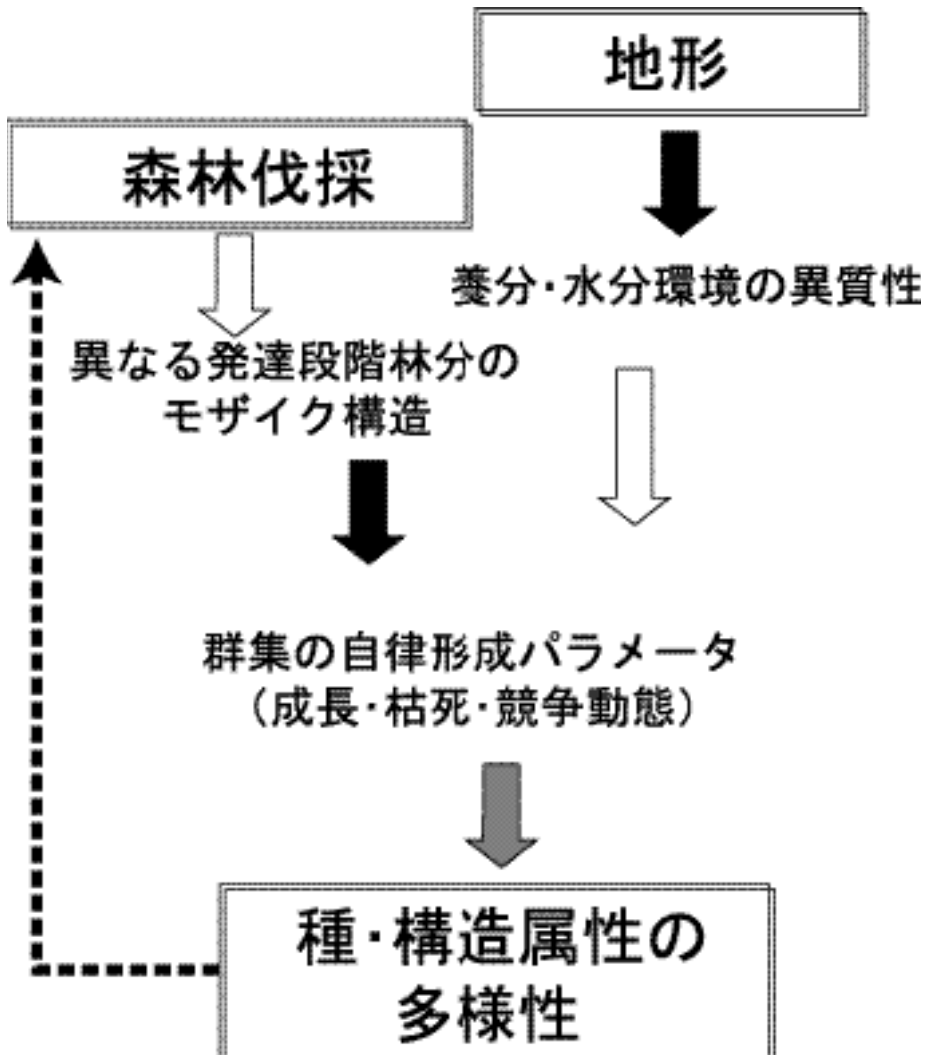 地形
森林伐採
養分・水分環境の異質性
異なる発達段階林分の
モザイク構造
群集の自律形成パラメータ
（成長・枯死・競争動態）
種・構造属性の
多様性